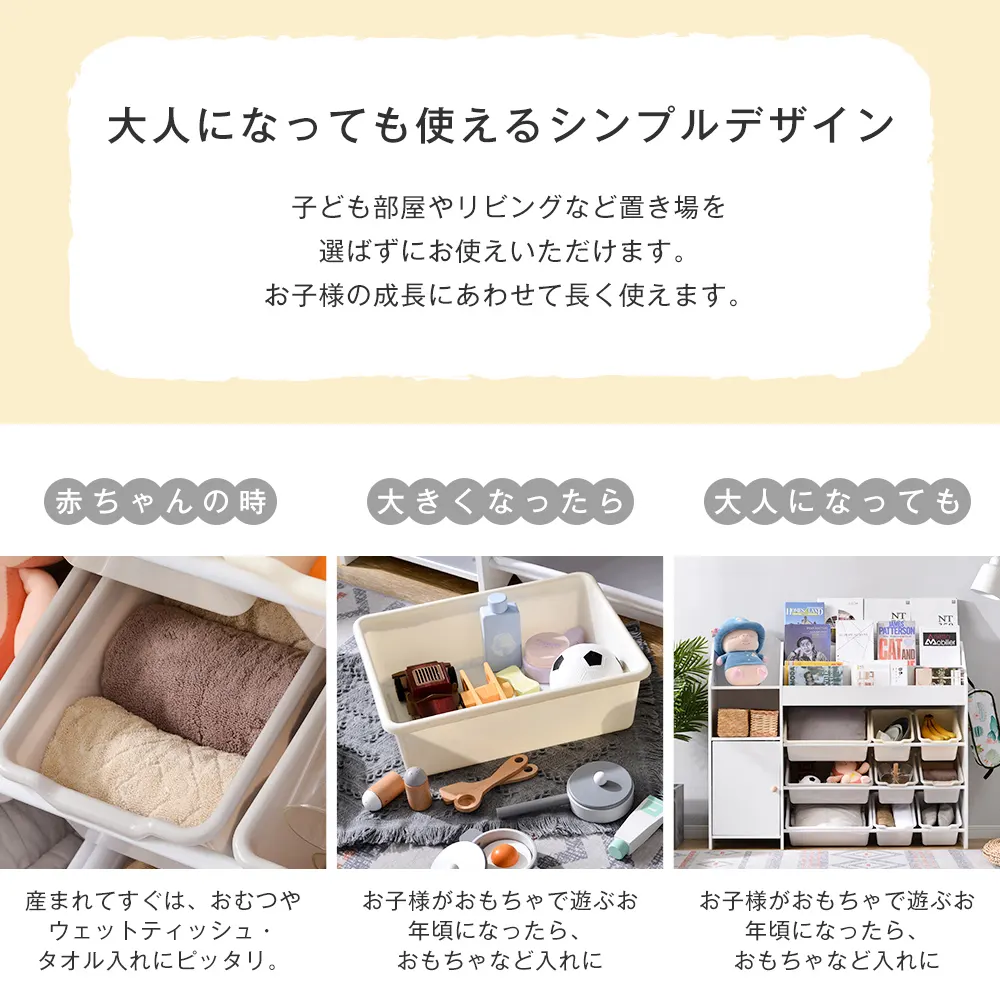 大人になっても使えるシンプルデザイン
子ども部屋やリビングなど置き場を
選ばずにお使いいただけます。
お子様の成長にあわせて長く使えます。
赤ちゃんの時
大きくなったら
大人になっても
NT
NT
JAMES
PATTERSON
CAT AND
産まれてすぐは、おむつや
ウェットティッシュ・
タオル入れにピッタリ。
お子様がおもちゃで遊ぶお
年頃になったら、
おもちゃなど入れに
お子様がおもちゃで遊ぶお
年頃になったら、
おもちゃなど入れに